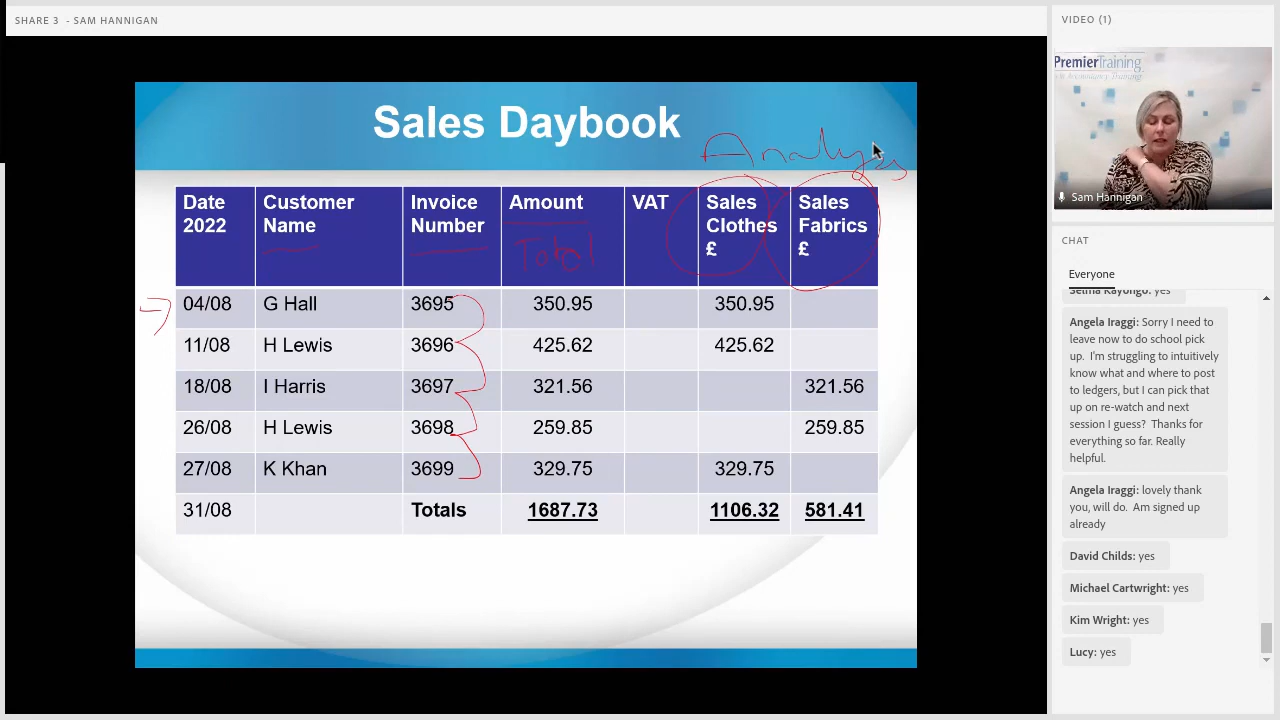 SHARE 3 - SAM HANNIGAN
Sales Daybook
Analysis
Date 2022
Customer Name
Invoice Number
Amount
Total
VAT
Sales Clothes £
Sales Fabrics £
04/08 G Hall 3695 350.95 350.95
11/08 H Lewis 3696 425.62 425.62
18/08 I Harris 3697 321.56 321.56
26/08 H Lewis 3698 259.85 259.85
27/08 K Khan 3699 329.75 329.75
31/08 Totals 1687.73 1106.32 581.41
VIDEO (1)
PremierTraining
Sam Hannigan
CHAT
Everyone
Selma Kayongo: yes
Angela Iraggi: Sorry I need to
leave now to do school pick
up. I'm struggling to intuitively
know what and where to post
to ledgers, but I can pick that
up on re-watch and next
session I guess? Thanks for
everything so far. Really
helpful.
Angela Iraggi: lovely thank
you, will do. Am signed up
already
David Childs: yes
Michael Cartwright: yes
Kim Wright: yes
Lucy: yes